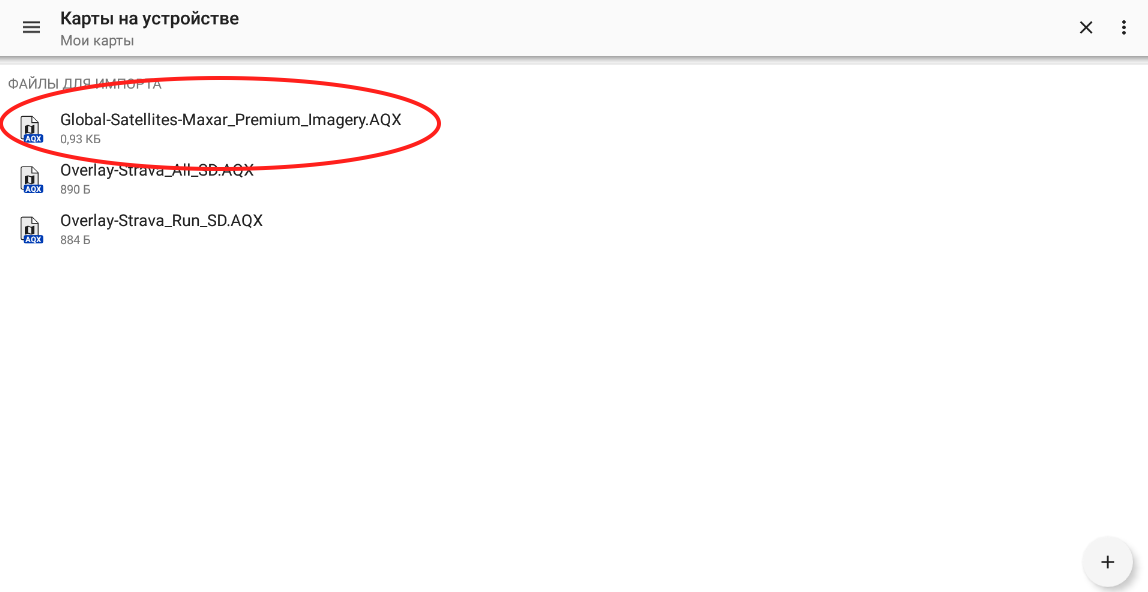 Карты на устройстве
Мои карты
ФАЙЛЫ ДЛЯ ИМПОРТА
Global-Satellites-Maxar_Premium_Imagery.AQX
AQX
0,93 КБ
Overlay-Strava_All_SD.AQX
AQX
890 Б
Overlay-Strava_Run_SD.AQX
AQX
884 Б